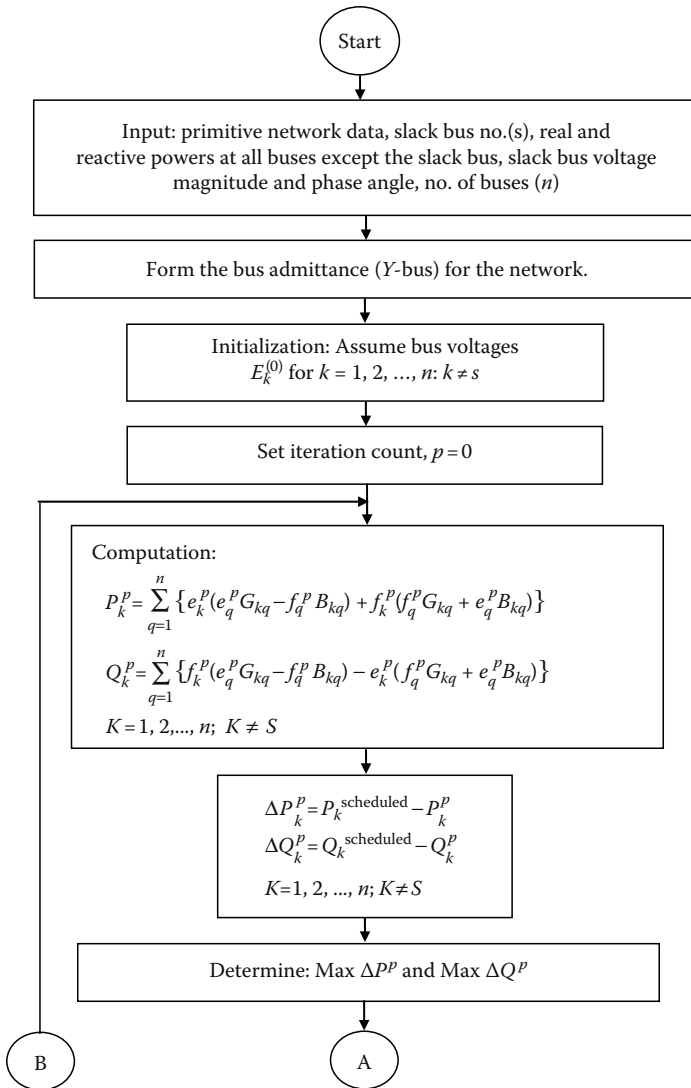 Start
Input: primitive network data, slack bus no.(s), real and
reactive powers at all buses except the slack bus, slack bus voltage
magnitude and phase angle, no. of buses (n)
Form the bus admittance (Y-bus) for the network.
Initialization: Assume bus voltages
E_k^(0) for k = 1, 2, ..., n: k ≠ s
Set iteration count, p = 0
Computation:
P_k^p = ∑_{q=1}^{n} {e_k^p(e_q^p G_kq − f_q^p B_kq) + f_k^p(f_q^p G_kq + e_q^p B_kq)}
Q_k^p = ∑_{q=1}^{n} {f_k^p(e_q^p G_kq − f_q^p B_kq) − e_k^p(f_q^p G_kq + e_q^p B_kq)}
K = 1, 2,..., n; K ≠ S
ΔP_k^p = P_k^scheduled − P_k^p
ΔQ_k^p = Q_k^scheduled − Q_k^p
K=1, 2, ..., n; K≠S
Determine: Max ΔP^p and Max ΔQ^p
B
A